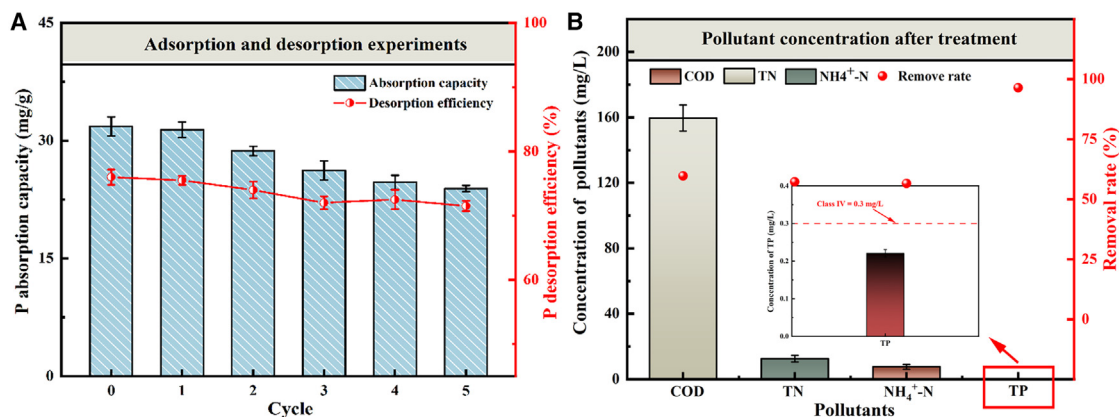 A
Adsorption and desorption experiments
Absorption capacity
Desorption efficiency
P absorption capacity (mg/g)
45
30
15
0
P desorption efficiency (%)
100
80
60
0 1 2 3 4 5
Cycle
B
Pollutant concentration after treatment
COD TN NH4⁺-N Remove rate
Concentration of pollutants (mg/L)
200
160
120
80
40
0
Removal rate (%)
100
75
50
25
0
Class IV = 0.3 mg/L
Concentration of TP (mg/L)
0.4
0.3
0.2
0.1
0.0
TP
COD TN NH₄⁺-N TP
Pollutants